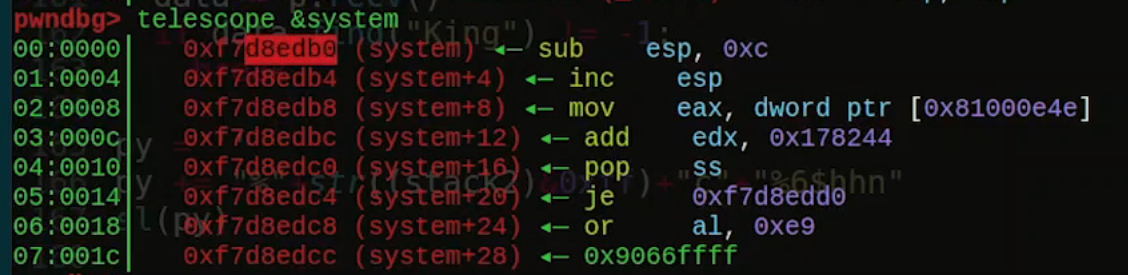 pwndbg> telescope &system
00:0000│ 0xf7d8edb0 (system) ◂— sub esp, 0xc
01:0004│ 0xf7d8edb4 (system+4) ◂— inc esp
02:0008│ 0xf7d8edb8 (system+8) ◂— mov eax, dword ptr [0x81000e4e]
03:000c│ 0xf7d8edbc (system+12) ◂— add edx, 0x178244
04:0010│ 0xf7d8edc0 (system+16) ◂— pop ss
05:0014│ 0xf7d8edc4 (system+20) ◂— je 0xf7d8edd0
06:0018│ 0xf7d8edc8 (system+24) ◂— or al, 0xe9
07:001c│ 0xf7d8edcc (system+28) ◂— 0x9066ffff